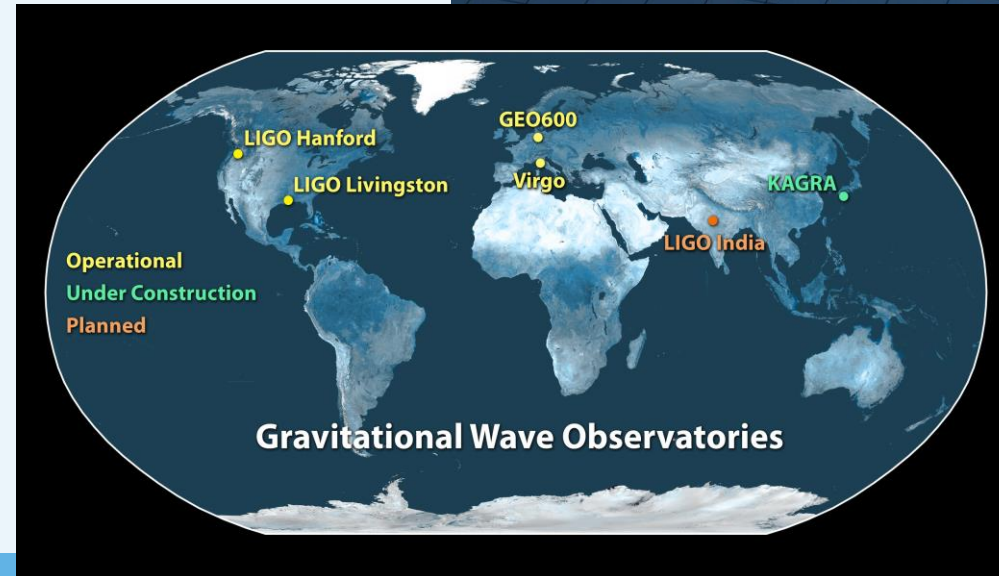 GEO600
LIGO Hanford
Virgo
LIGO Livingston
KAGRA
LIGO India
Operational
Under Construction
Planned
Gravitational Wave Observatories